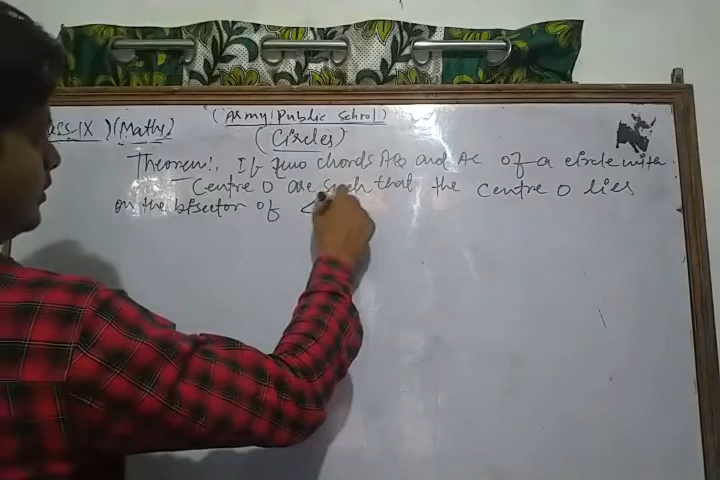 ass-IX ) (Maths)
(Army Public School)
(Circles)
Theorem:. If two chords AB and AC of a circle with
Centre O are such that the centre O lies
on the bisector of <